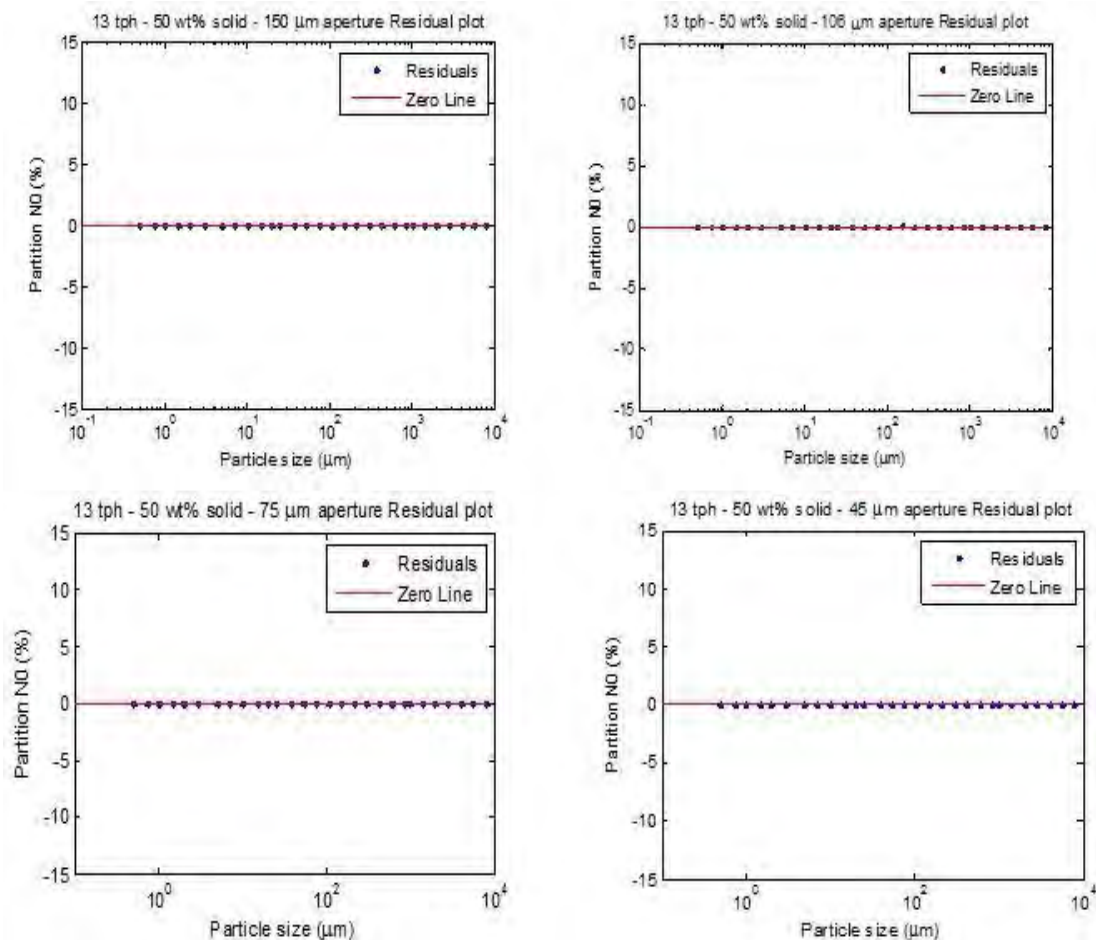 13 tph - 50 wt% solid - 150 µm aperture Residual plot
15
10
5
0
-5
-10
-15
Partition NO (%)
Residuals
Zero Line
10⁻¹
10⁰
10¹
10²
10³
10⁴
Particle size (µm)
13 tph - 50 wt% solid - 106 µm aperture Residual plot
15
10
5
0
-5
-10
-15
Partition NO (%)
Residuals
Zero Line
10⁻¹
10⁰
10¹
10²
10³
10⁴
Particle size (µm)
13 tph - 50 wt% solid - 75 µm aperture Residual plot
15
10
5
0
-5
-10
-15
Partition NO (%)
Residuals
Zero Line
10⁰
10²
10⁴
Particle size (µm)
13 tph - 50 wt% solid - 45 µm aperture Residual plot
15
10
5
0
-5
-10
-15
Partition NO (%)
Residuals
Zero Line
10⁰
10²
10⁴
Particle size (µm)